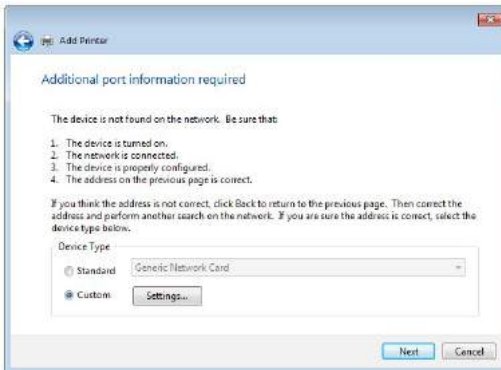 Add Printer
Additional port information required
The device is not found on the network. Be sure that:
1. The device is turned on.
2. The network is connected.
3. The device is properly configured.
4. The address on the previous page is correct.
If you think the address is not correct, click Back to return to the previous page. Then correct the
address and perform another search on the network. If you are sure the address is correct, select the
device type below.
Device Type
Standard Generic Network Card
Custom Settings...
Next Cancel